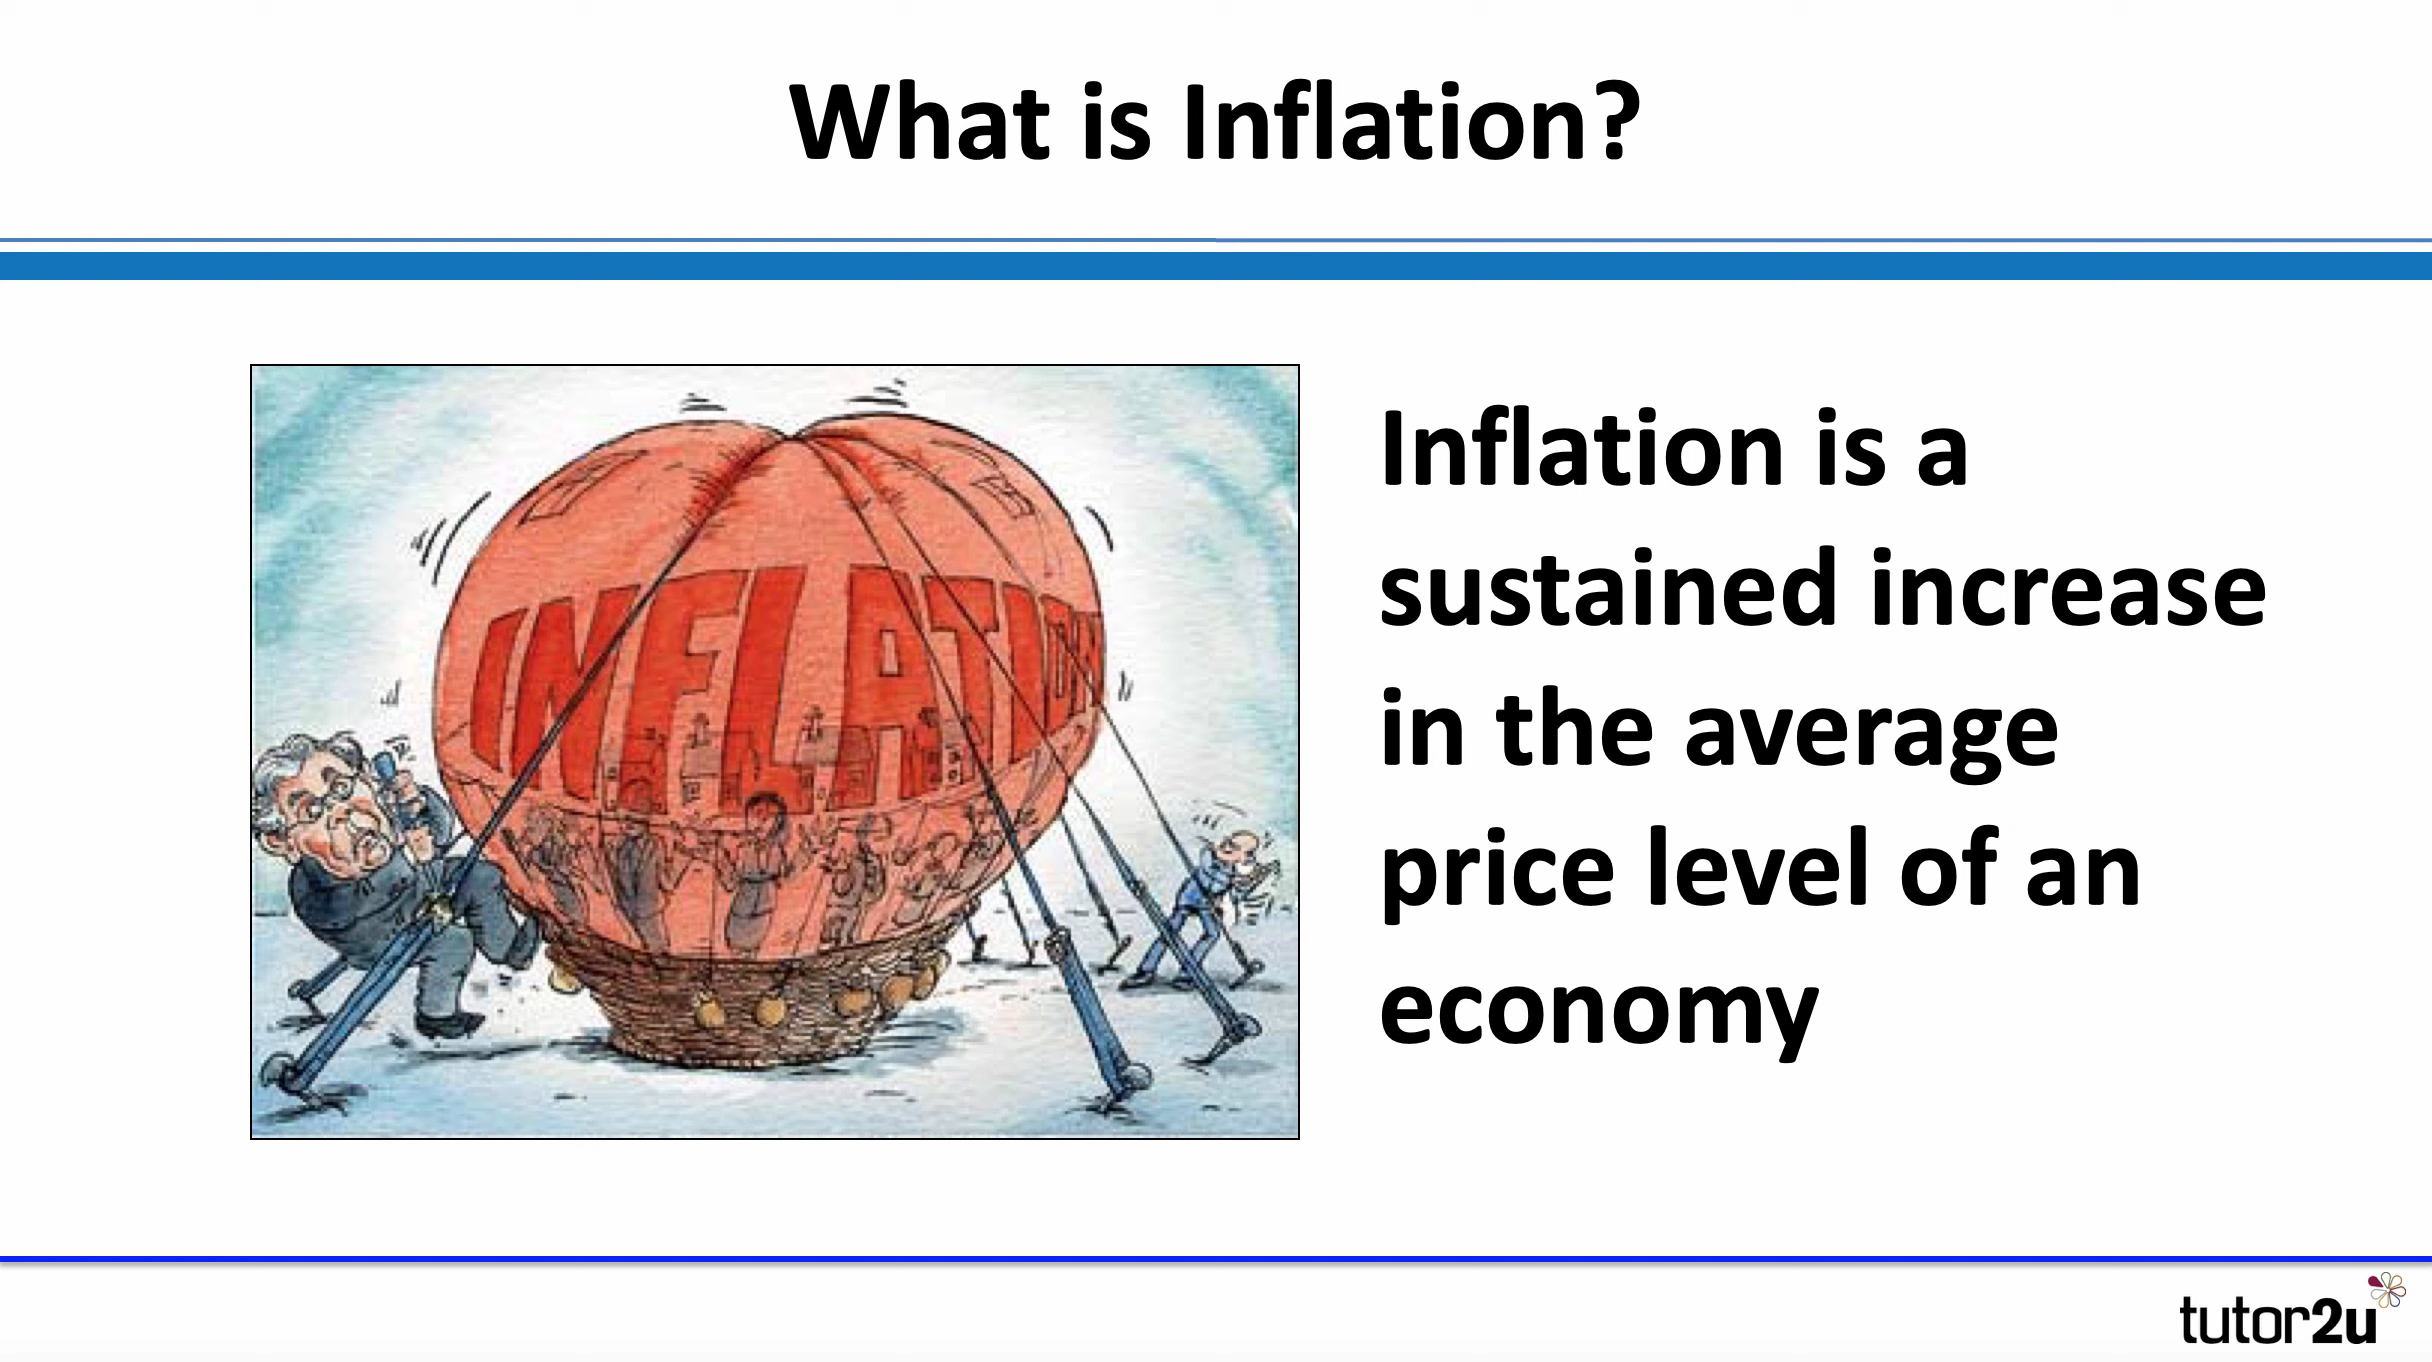 What is Inflation?
INFLATION
Inflation is a
sustained increase
in the average
price level of an
economy
tutor2u